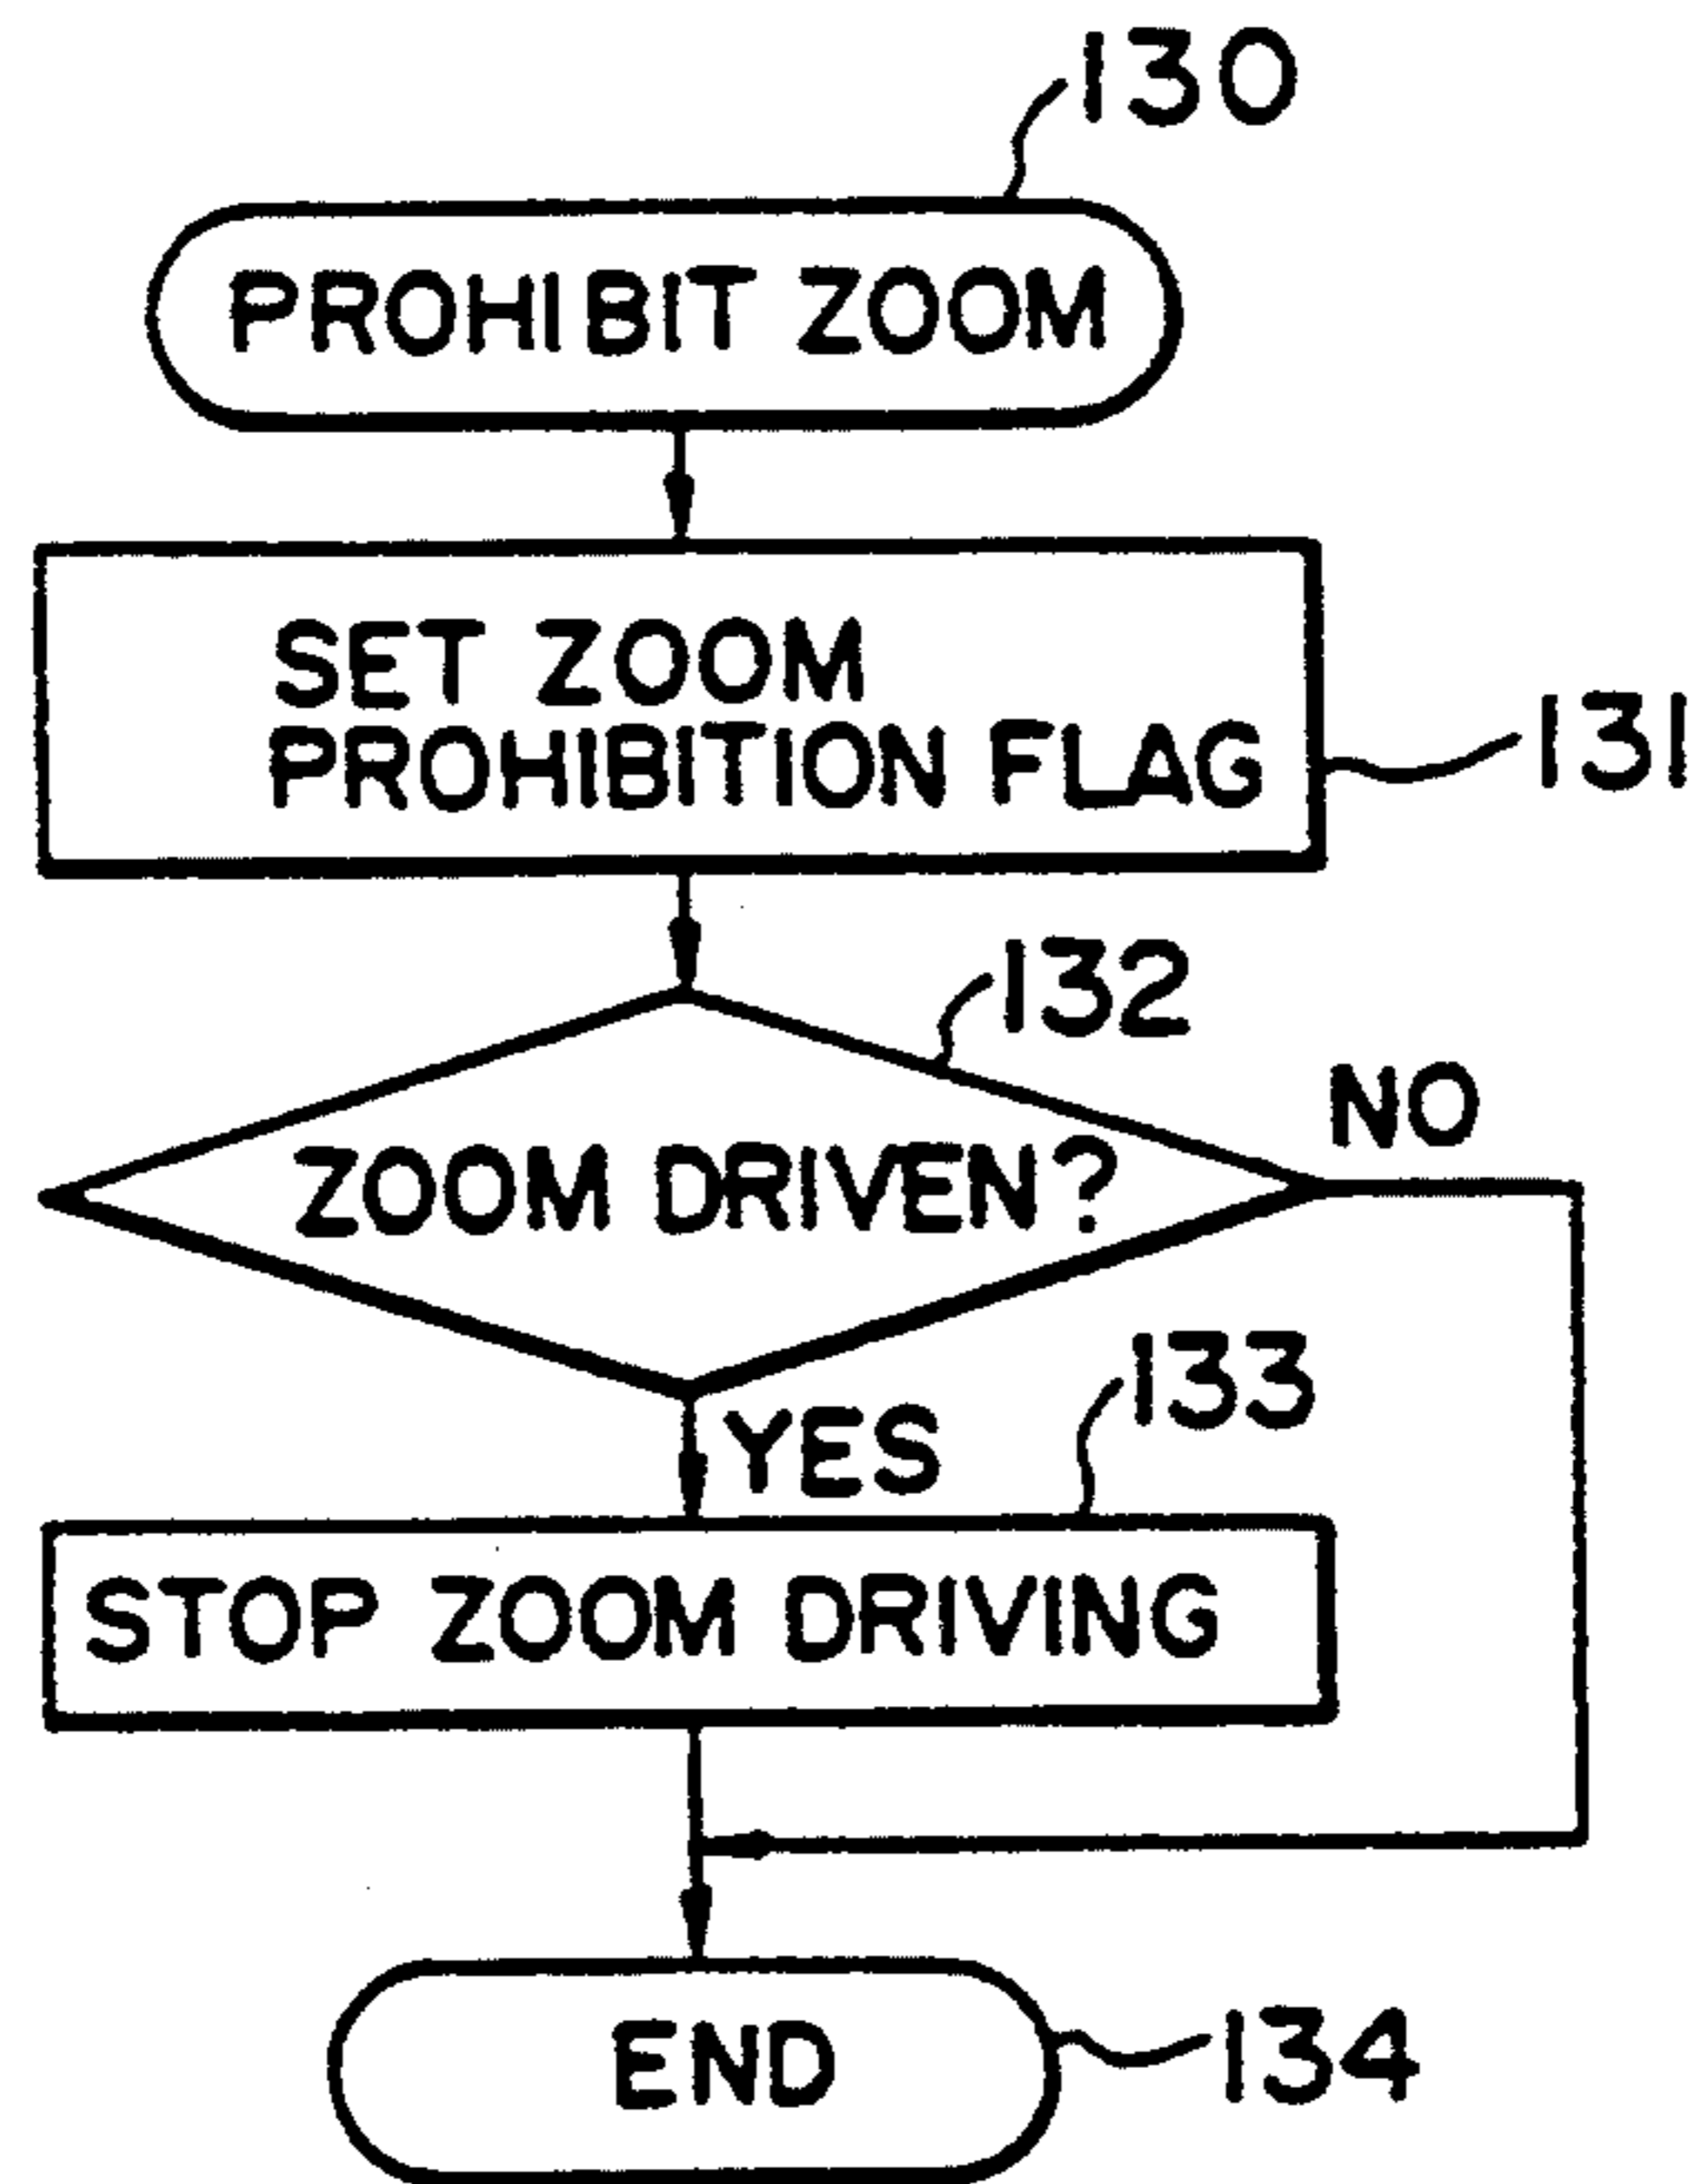 130
PROHIBIT ZOOM
SET ZOOM
PROHIBITION FLAG
131
132
NO
ZOOM DRIVEN?
133
YES
STOP ZOOM DRIVING
END
134